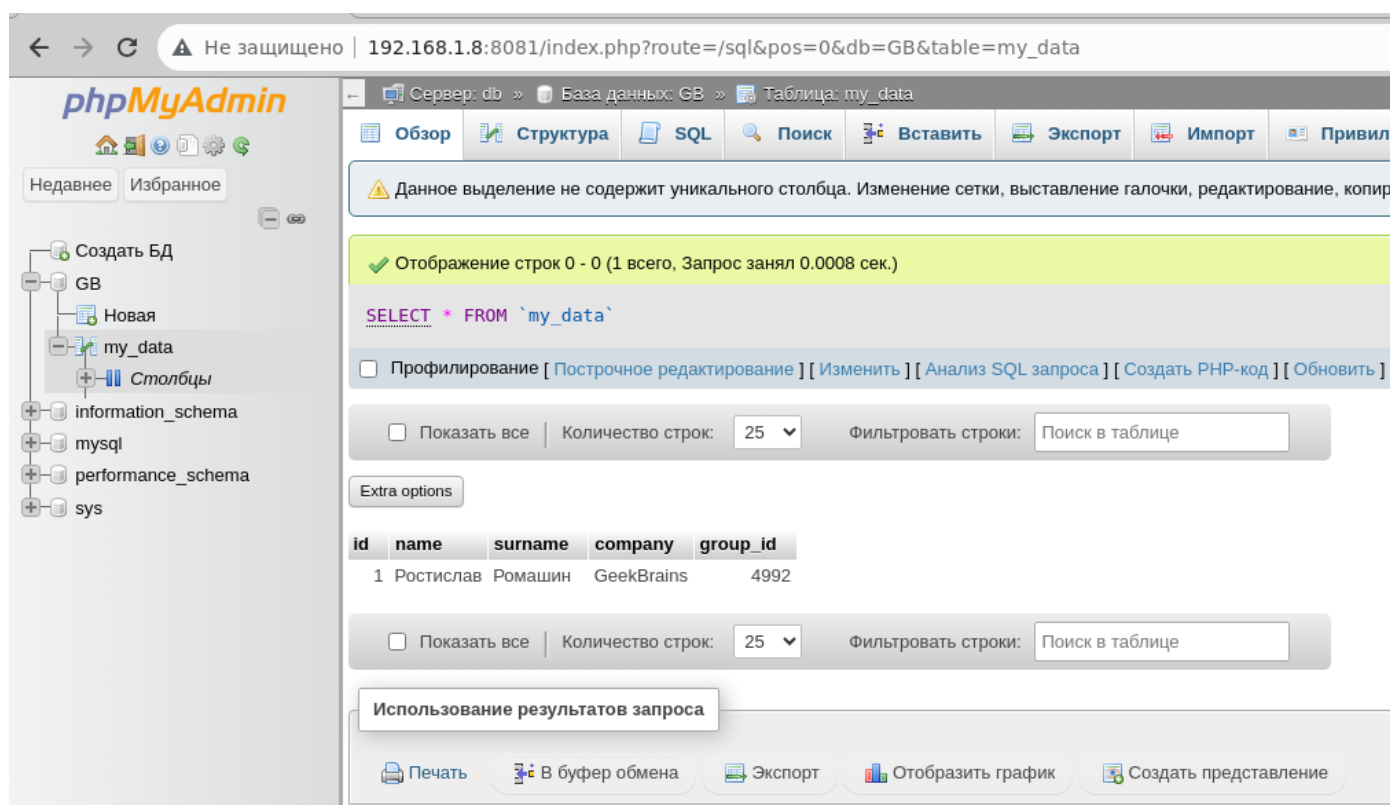 Не защищено 192.168.1.8:8081/index.php?route=/sql&pos=0&db=GB&table=my_data
phpMyAdmin
Недавнее Избранное
Создать БД
GB
Новая
my_data
Столбцы
information_schema
mysql
performance_schema
sys
Сервер: db » База данных: GB » Таблица: my_data
Обзор Структура SQL Поиск Вставить Экспорт Импорт Привил
Данное выделение не содержит уникального столбца. Изменение сетки, выставление галочки, редактирование, копир
Отображение строк 0 - 0 (1 всего, Запрос занял 0.0008 сек.)
SELECT * FROM `my_data`
Профилирование [ Построчное редактирование ] [ Изменить ] [ Анализ SQL запроса ] [ Создать PHP-код ] [ Обновить ]
Показать все | Количество строк: 25 Фильтровать строки: Поиск в таблице
Extra options
id name surname company group_id
1 Ростислав Ромашин GeekBrains 4992
Показать все | Количество строк: 25 Фильтровать строки: Поиск в таблице
Использование результатов запроса
Печать В буфер обмена Экспорт Отобразить график Создать представление